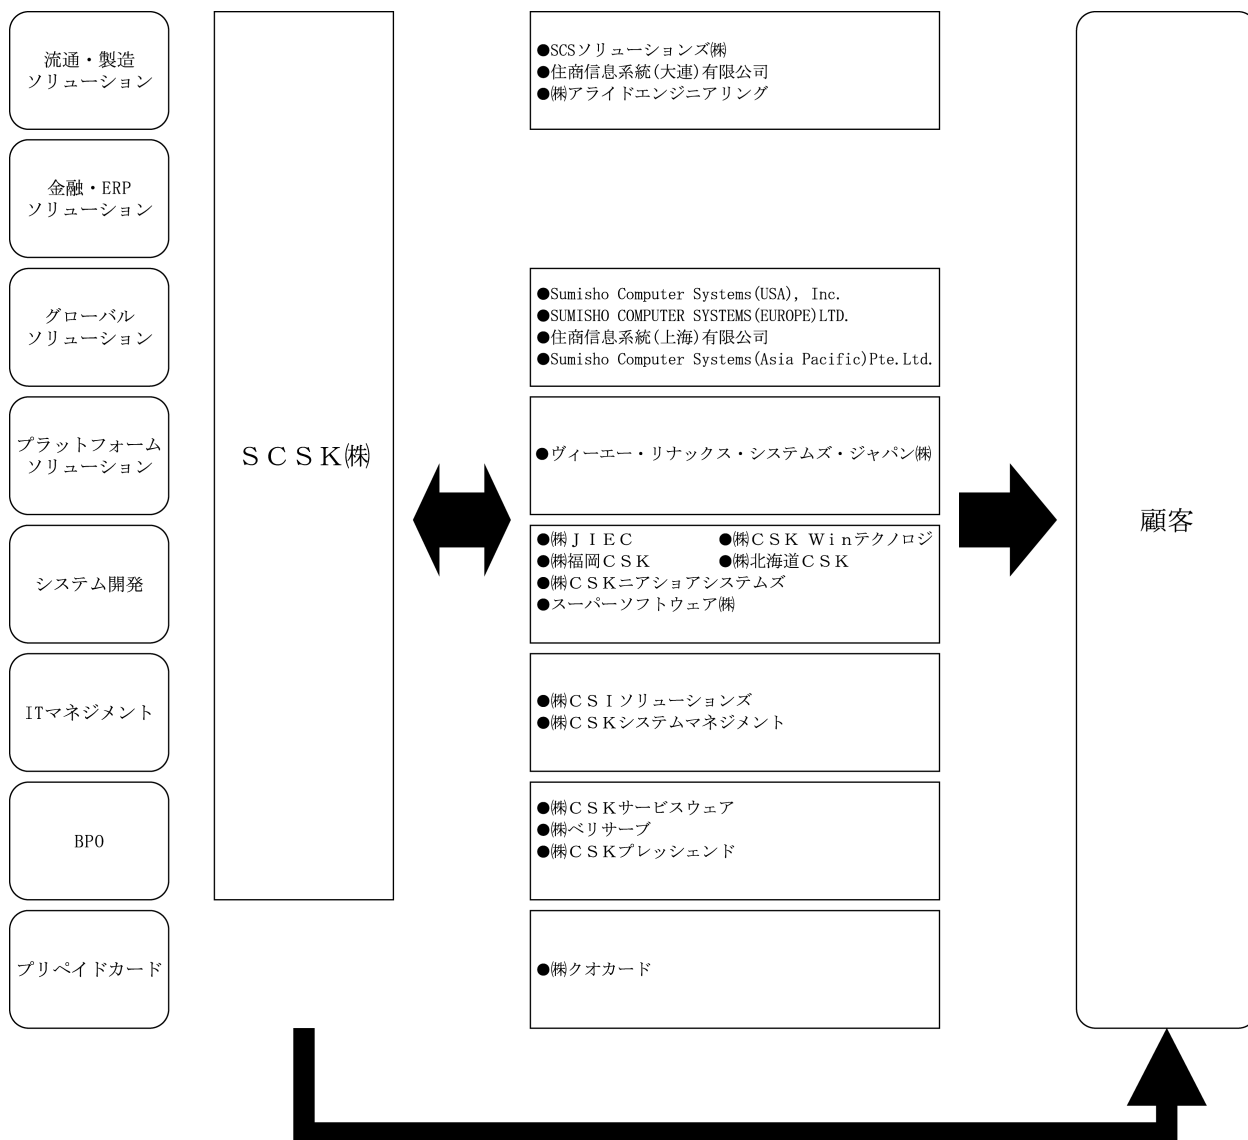 流通・製造
ソリューション
●SCSソリューションズ㈱
●住商信息系統(大連)有限公司
●㈱アライドエンジニアリング
金融・ERP
ソリューション
グローバル
ソリューション
●Sumisho Computer Systems(USA), Inc.
●SUMISHO COMPUTER SYSTEMS(EUROPE)LTD.
●住商信息系統(上海)有限公司
●Sumisho Computer Systems(Asia Pacific)Pte.Ltd.
プラットフォーム
ソリューション
ＳＣＳＫ㈱
●ヴィーエー・リナックス・システムズ・ジャパン㈱
顧客
システム開発
●㈱ＪＩＥＣ ●㈱ＣＳＫ Ｗｉｎテクノロジ
●㈱福岡ＣＳＫ ●㈱北海道ＣＳＫ
●㈱ＣＳＫニアショアシステムズ
●スーパーソフトウェア㈱
ITマネジメント
●㈱ＣＳＩソリューションズ
●㈱ＣＳＫシステムマネジメント
BPO
●㈱ＣＳＫサービスウェア
●㈱ベリサーブ
●㈱ＣＳＫプレッシェンド
プリペイドカード
●㈱クオカード